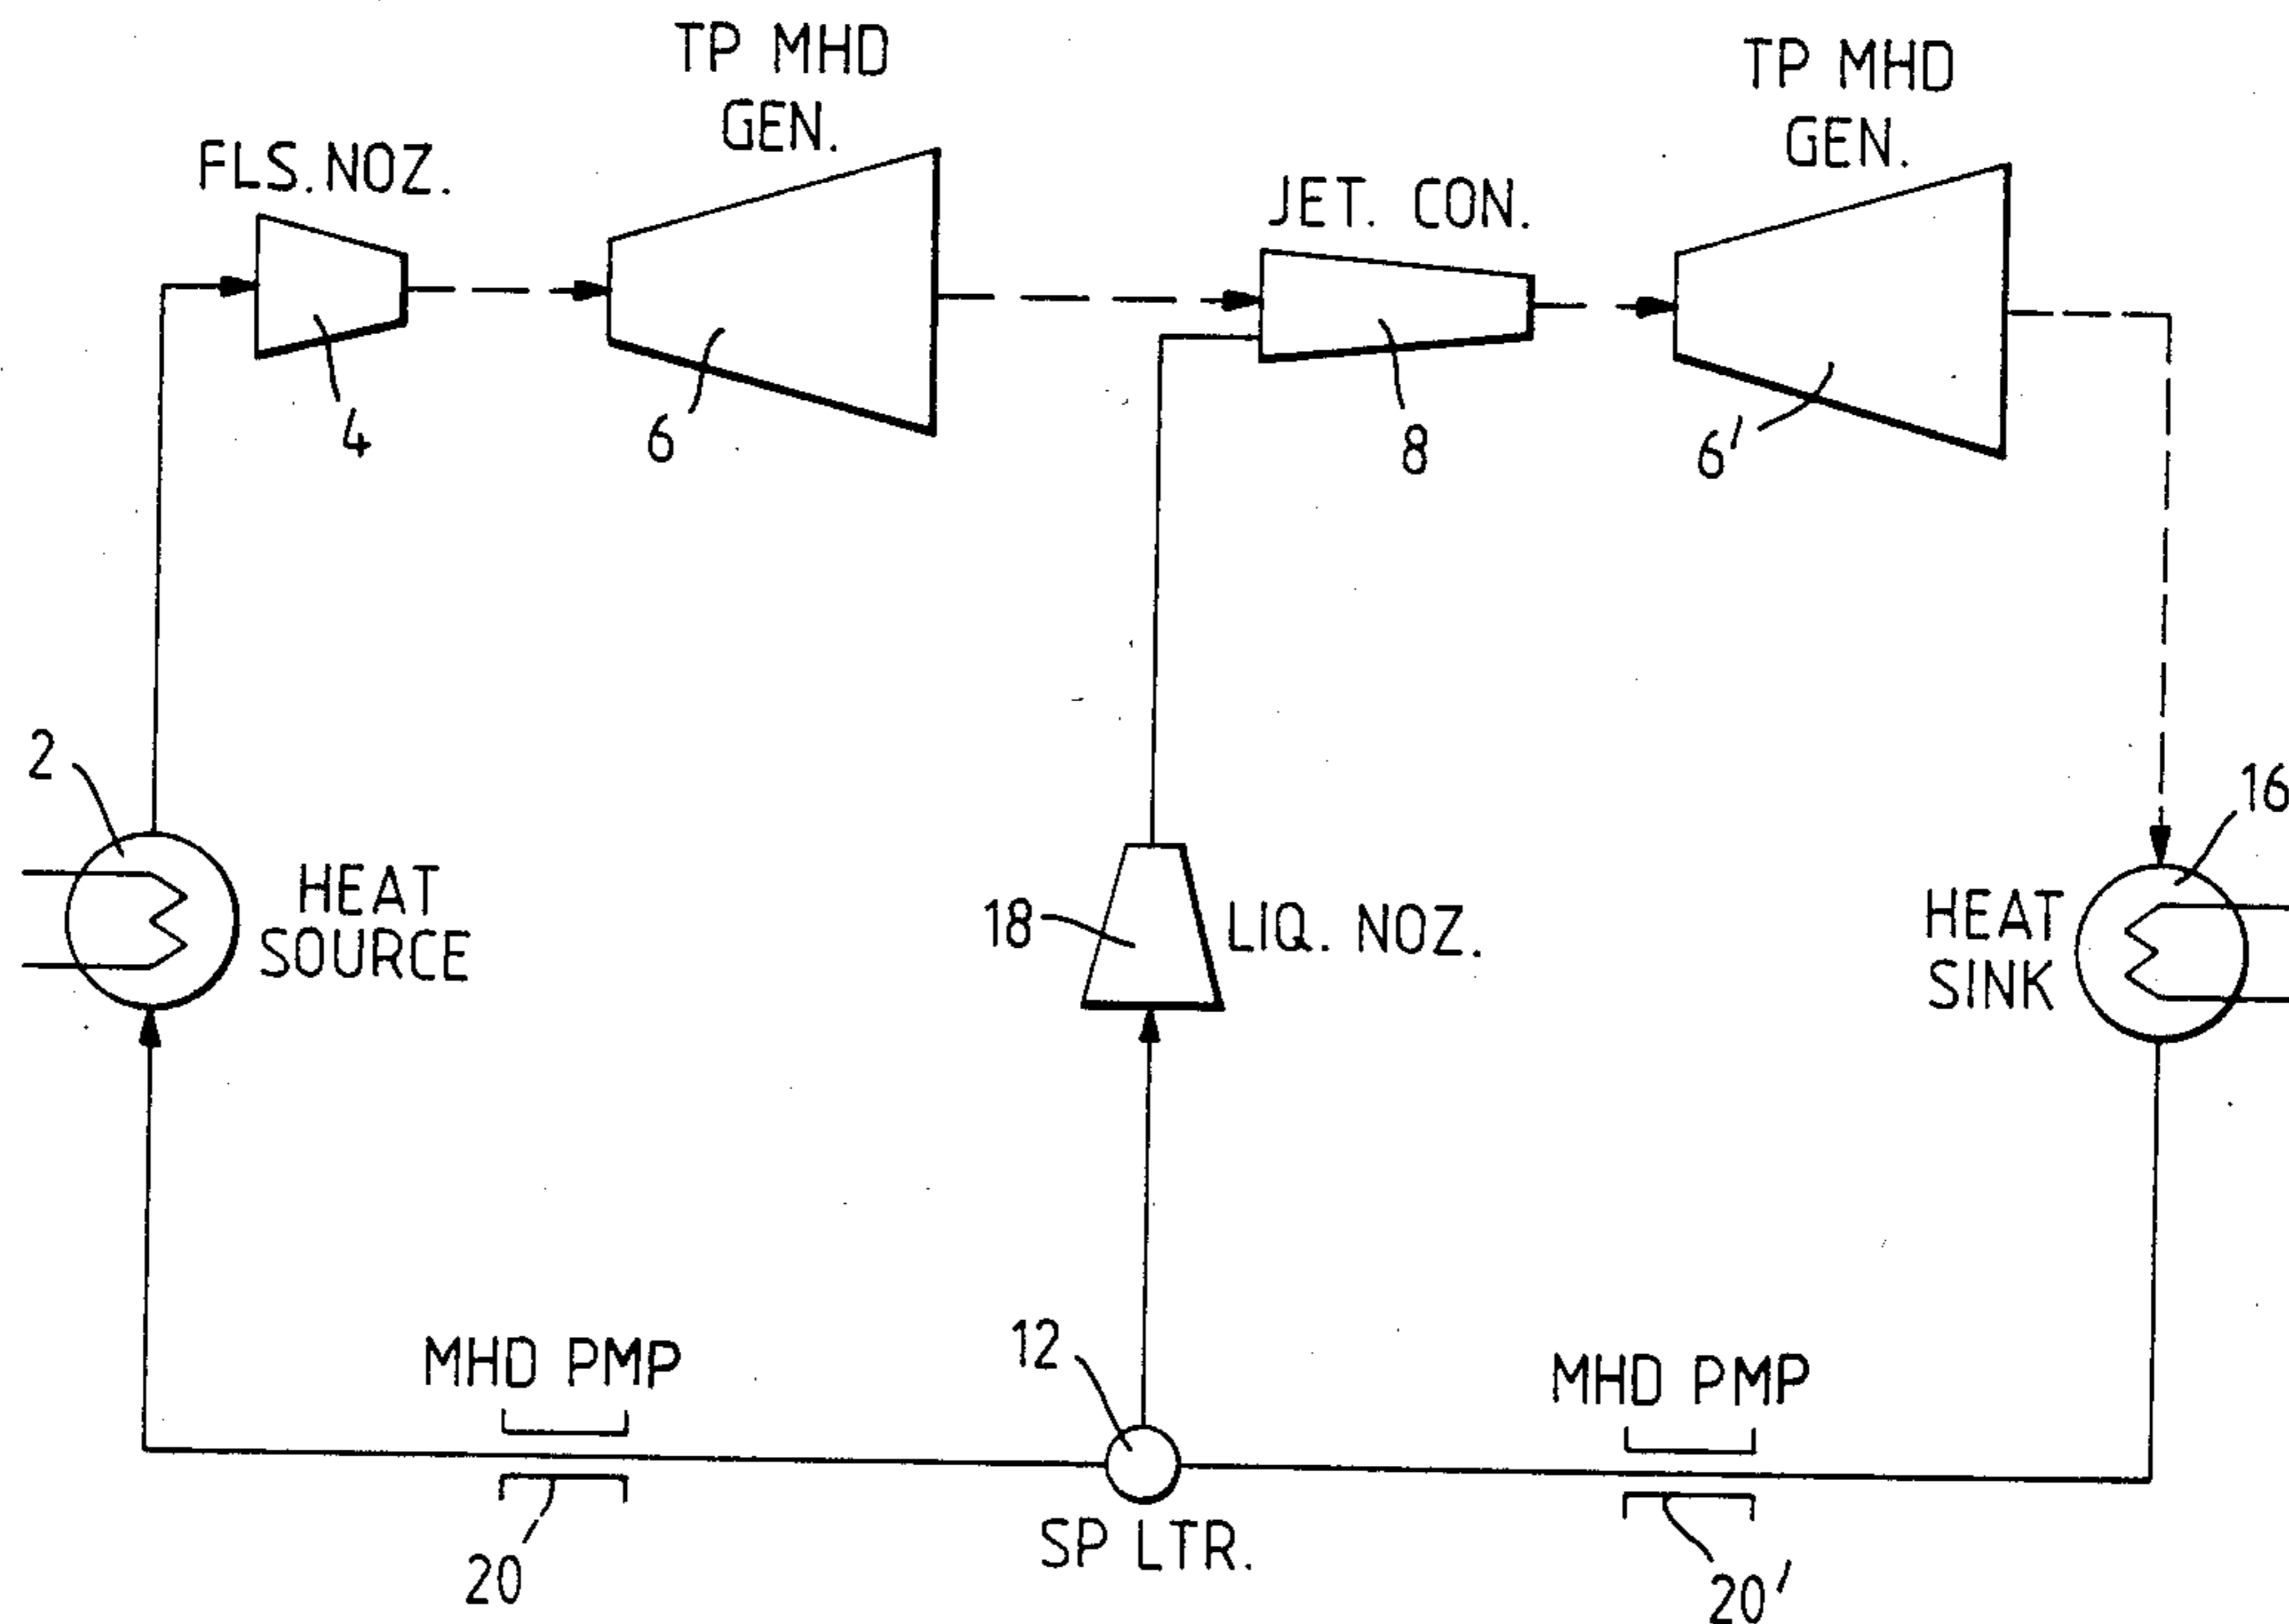 TP MHD
GEN.
TP MHD
GEN.
FLS. NOZ.
JET. CON.
4
6
8
6'
2
16
HEAT
SOURCE
18
LIQ. NOZ.
HEAT
SINK
12
MHD PMP
MHD PMP
SP LTR.
20
20'